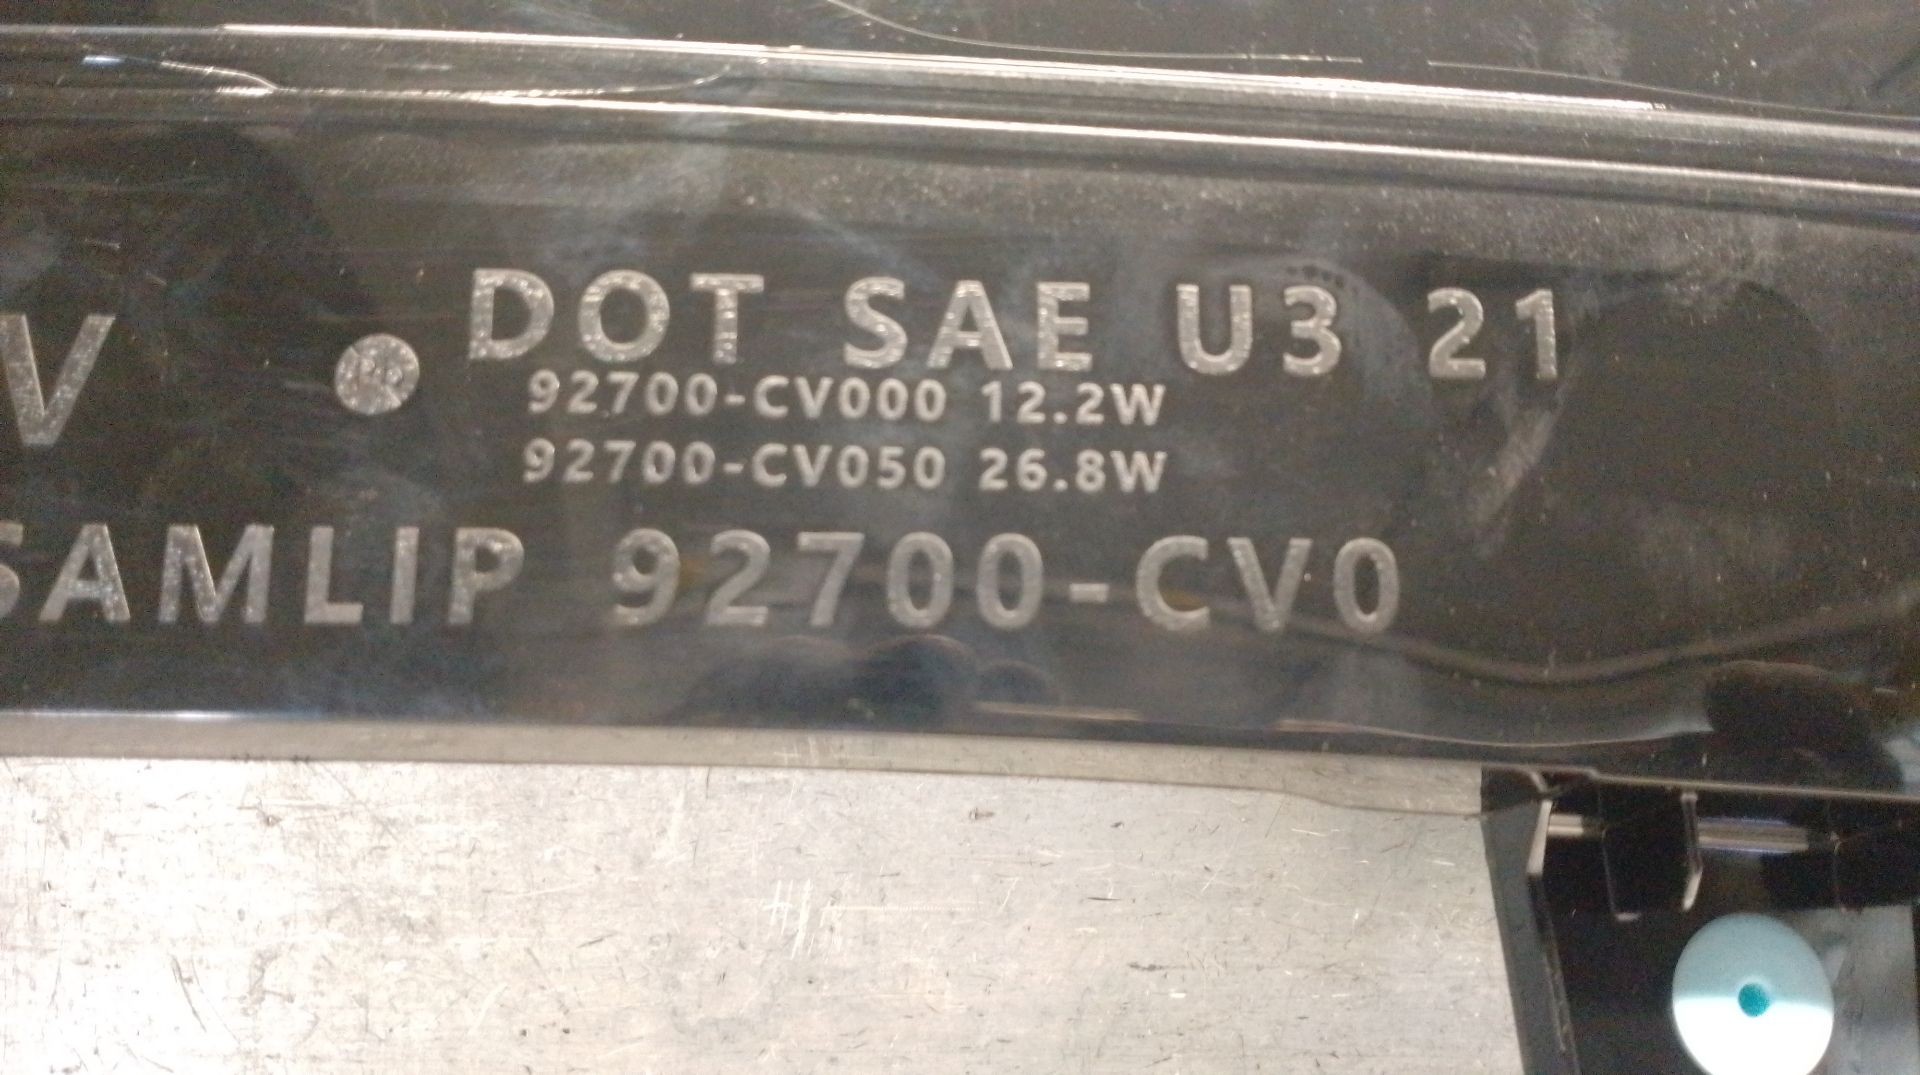 V DOT SAE U3 21
92700-CV000 12.2W
92700-CV050 26.8W
SAMLIP 92700-CV0